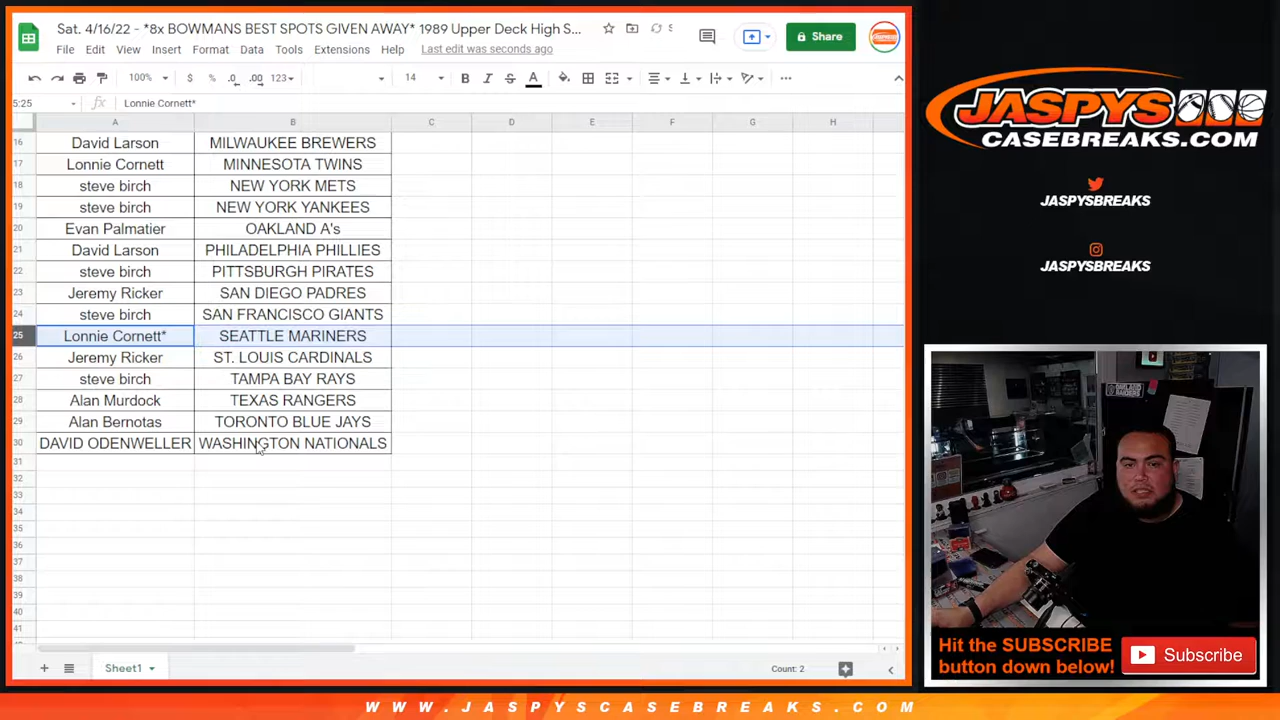 Sat. 4/16/22 - *8x BOWMANS BEST SPOTS GIVEN AWAY* 1989 Upper Deck High S...
Share
File Edit View Insert Format Data Tools Extensions Help Last edit was seconds ago
100% $ % .0 .00 123 14 B I S A
5:25 fx Lonnie Cornett*
A B C D E F G H
16 David Larson MILWAUKEE BREWERS
17 Lonnie Cornett MINNESOTA TWINS
18 steve birch NEW YORK METS
19 steve birch NEW YORK YANKEES
20 Evan Palmatier OAKLAND A's
21 David Larson PHILADELPHIA PHILLIES
22 steve birch PITTSBURGH PIRATES
23 Jeremy Ricker SAN DIEGO PADRES
24 steve birch SAN FRANCISCO GIANTS
25 Lonnie Cornett* SEATTLE MARINERS
26 Jeremy Ricker ST. LOUIS CARDINALS
27 steve birch TAMPA BAY RAYS
28 Alan Murdock TEXAS RANGERS
29 Alan Bernotas TORONTO BLUE JAYS
30 DAVID ODENWELLER WASHINGTON NATIONALS
31
32
33
34
35
36
37
38
39
40
41
Sheet1
Count: 2
JASPYS
CASEBREAKS.COM
JASPYSBREAKS
JASPYSBREAKS
Hit the SUBSCRIBE
button down below!
Subscribe
WWW.JASPYSCASEBREAKS.COM